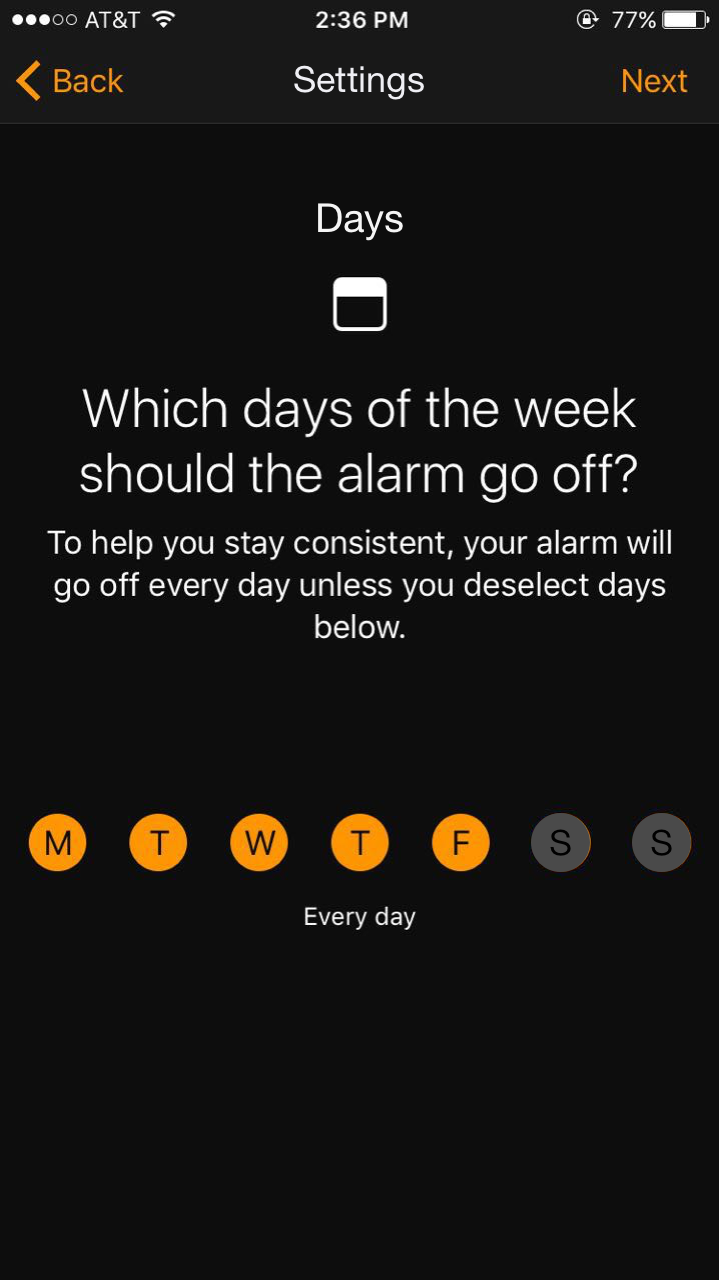 AT&T 2:36 PM 77%
Back Settings Next
Days
Which days of the week
should the alarm go off?
To help you stay consistent, your alarm will
go off every day unless you deselect days
below.
M T W T F S S
Every day